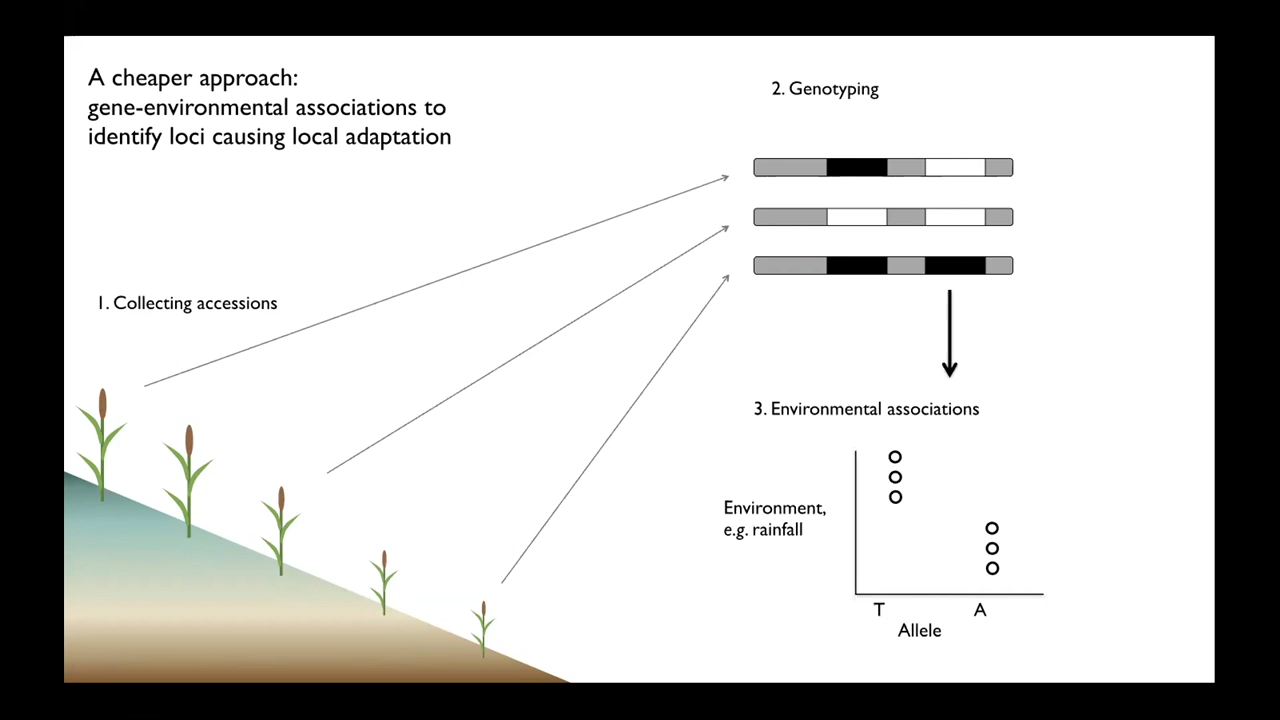 A cheaper approach:
gene-environmental associations to
identify loci causing local adaptation
2. Genotyping
1. Collecting accessions
3. Environmental associations
Environment,
e.g. rainfall
T A
Allele